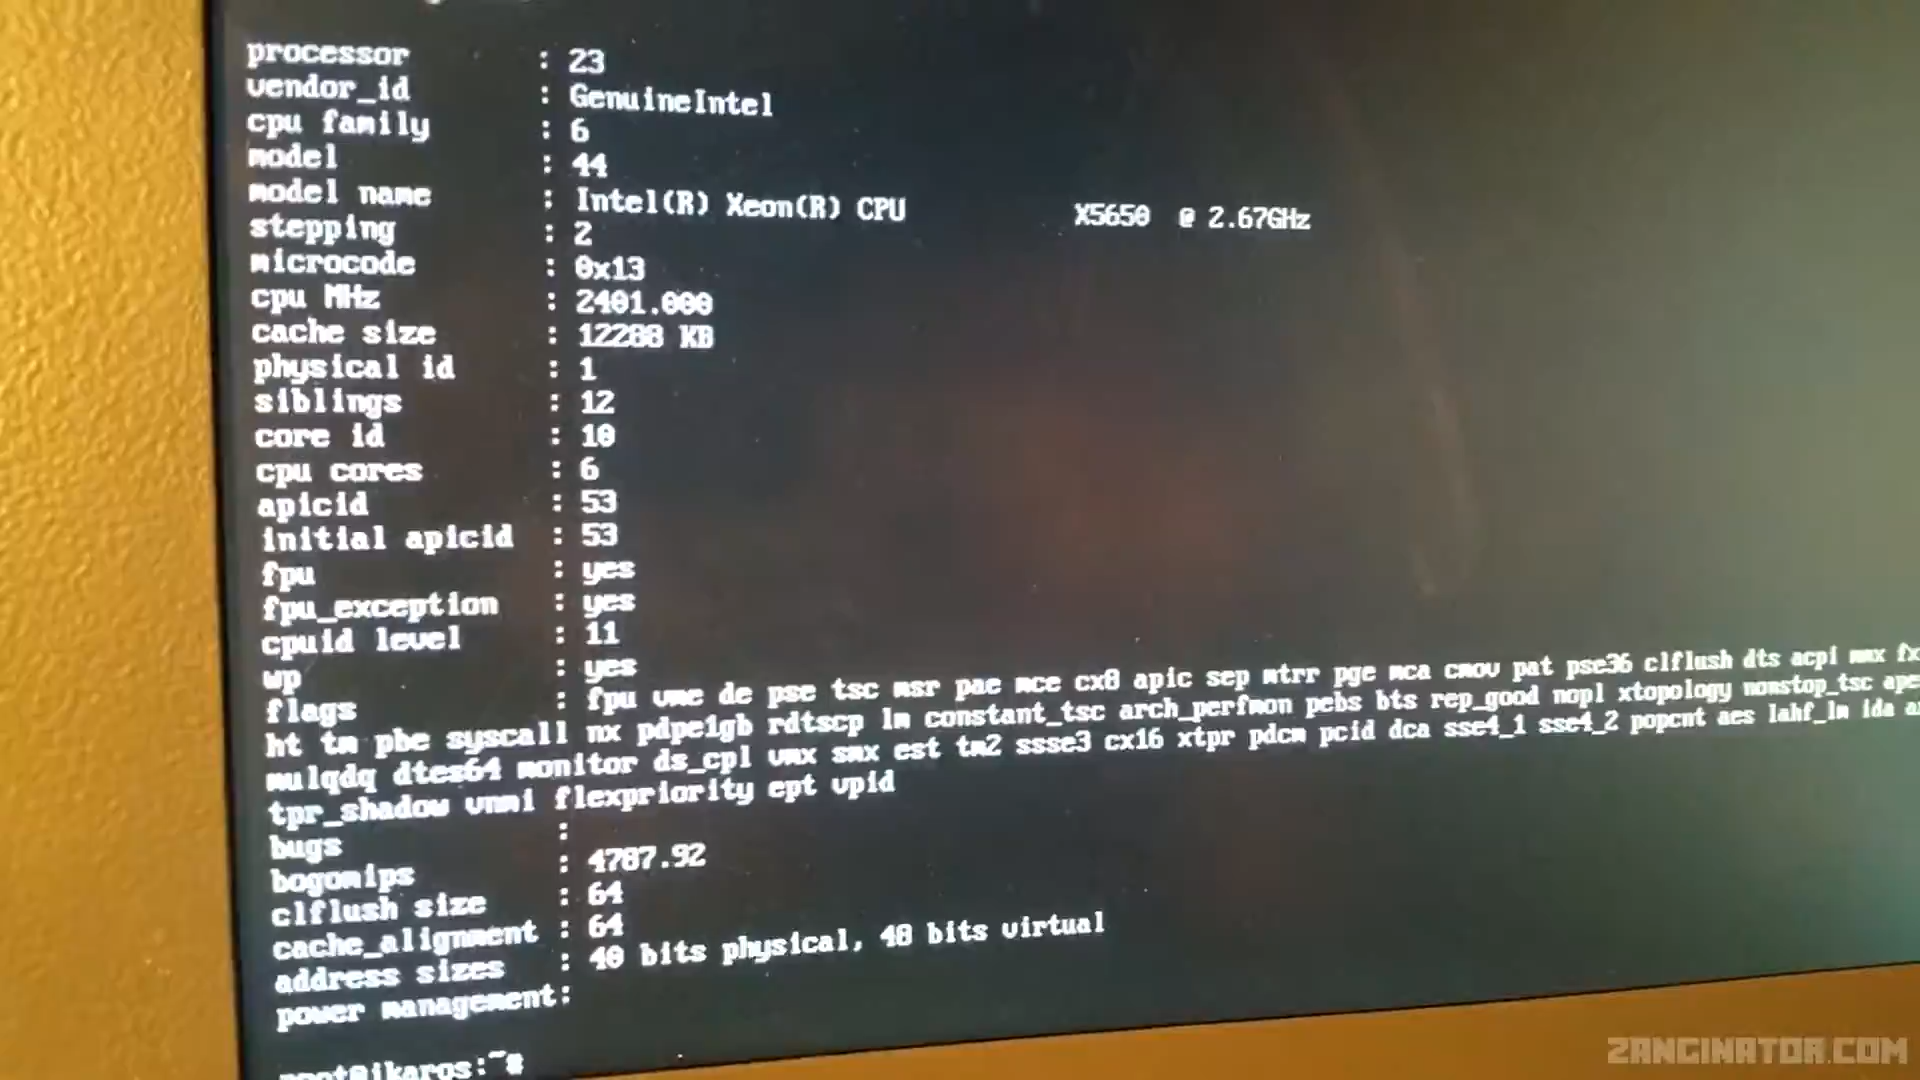 processor : 23
vendor_id : GenuineIntel
cpu family : 6
model : 44
model name : Intel(R) Xeon(R) CPU X5650 @ 2.67GHz
stepping : 2
microcode : 0x13
cpu MHz : 2401.000
cache size : 12288 KB
physical id : 1
siblings : 12
core id : 10
cpu cores : 6
apicid : 53
initial apicid : 53
fpu : yes
fpu_exception : yes
cpuid level : 11
wp : yes
flags : fpu vme de pse tsc msr pae mce cx8 apic sep mtrr pge mca cmov pat pse36 clflush dts acpi mmx
ht tm pbe syscall nx pdpe1gb rdtscp lm constant_tsc arch_perfmon pebs bts rep_good nopl xtopology nonstop_tsc
mulqdq dtes64 monitor ds_cpl vmx smx est tm2 ssse3 cx16 xtpr pdcm pcid dca sse4_1 sse4_2 popcnt aes lahf_lm ida
tpr_shadow vnmi flexpriority ept vpid
bugs :
bogomips : 4787.92
clflush size : 64
cache_alignment : 64
address sizes : 40 bits physical, 48 bits virtual
power management:
root@ikaros:~#
ZANGINATOR.COM